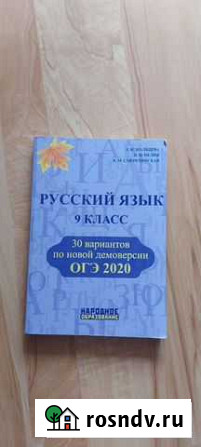 РУССКИЙ ЯЗЫК
9 КЛАСС
30 вариантов
по новой демоверсии
ОГЭ 2020
НАРОДНОЕ
ОБРАЗОВАНИЕ
rosndv.ru